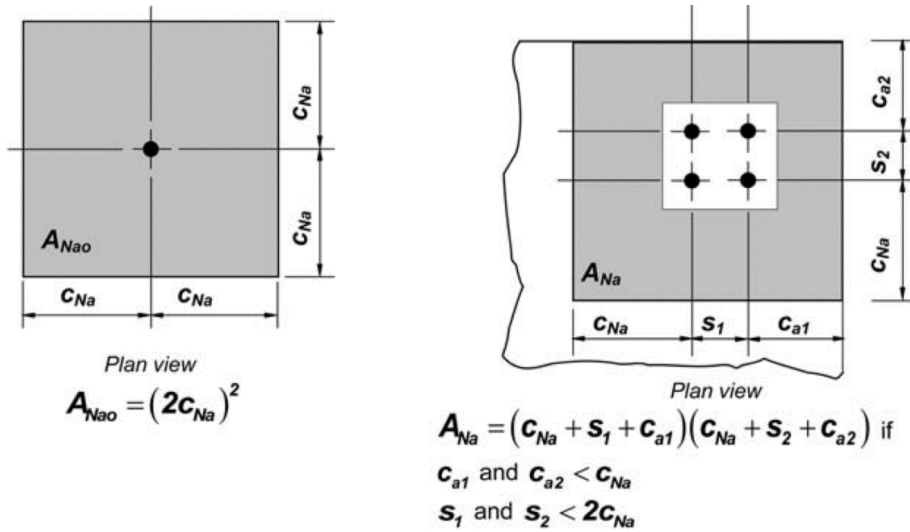 c_Na
c_Na
A_Nao
c_Na c_Na
Plan view
A_Nao = (2c_Na)^2
c_a2
s_2
c_Na
A_Na
c_Na s_1 c_a1
Plan view
A_Na = (c_Na + s_1 + c_a1)(c_Na + s_2 + c_a2) if
c_a1 and c_a2 < c_Na
s_1 and s_2 < 2c_Na